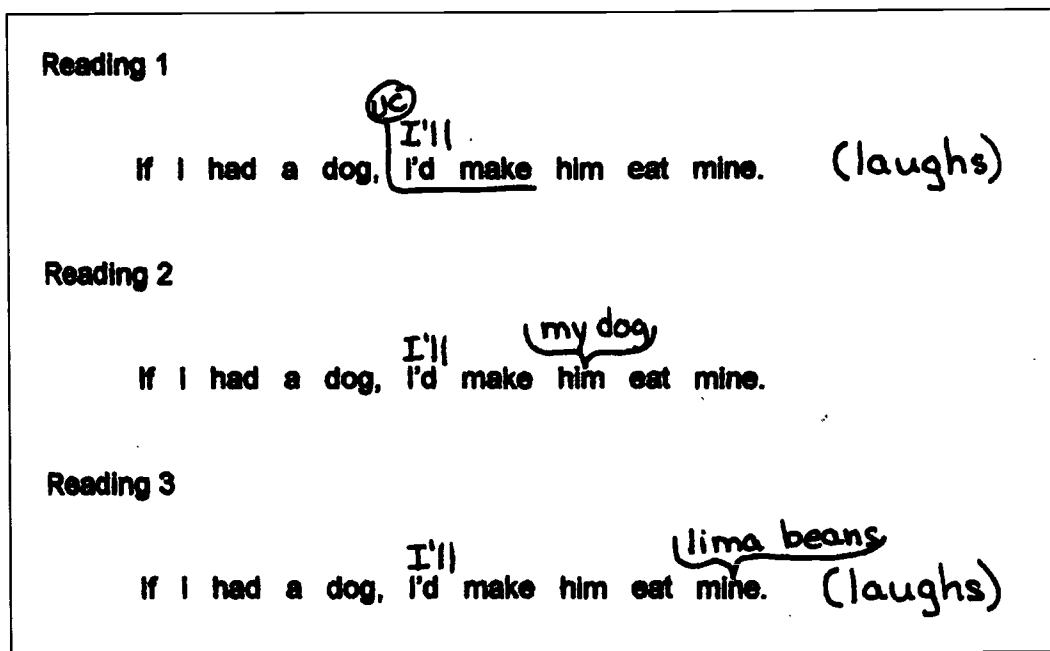 Reading 1
UC
I'll
If I had a dog, I'd make him eat mine. (laughs)
Reading 2
my dog
I'll
If I had a dog, I'd make him eat mine.
Reading 3
lima beans
I'll
If I had a dog, I'd make him eat mine. (laughs)